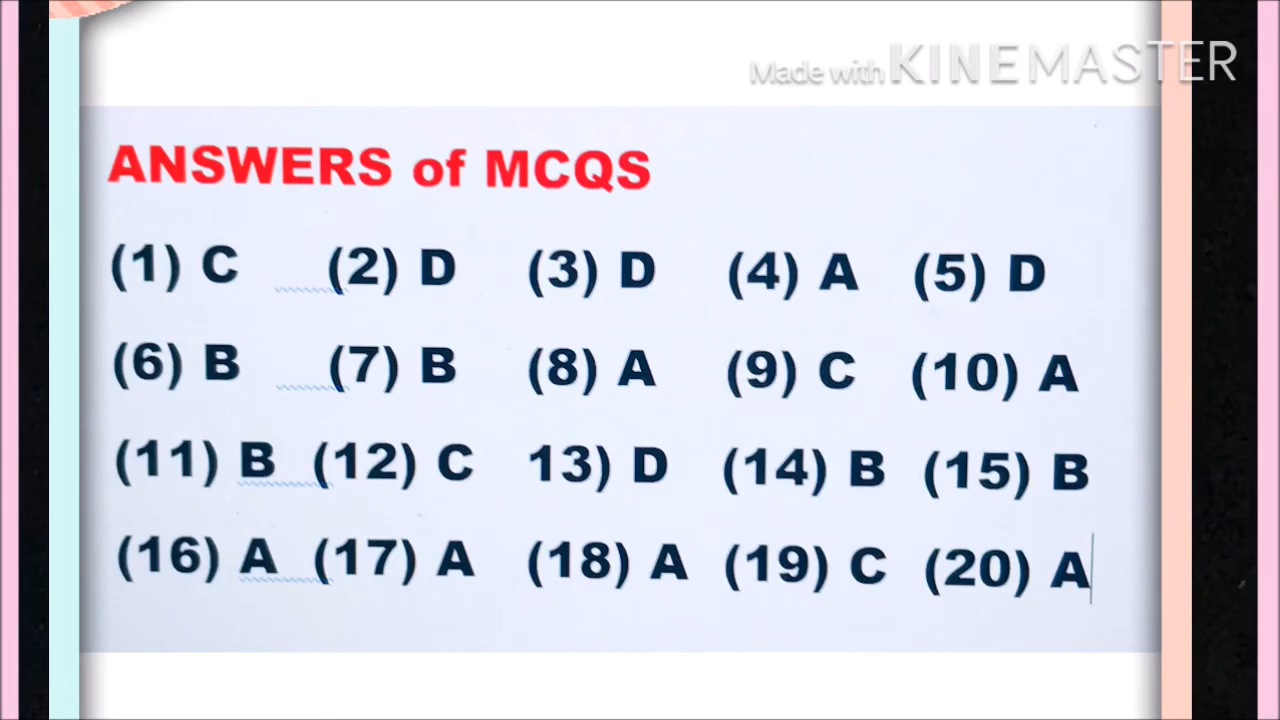 Made with KINEMASTER
ANSWERS of MCQS
(1) C (2) D (3) D (4) A (5) D
(6) B (7) B (8) A (9) C (10) A
(11) B (12) C 13) D (14) B (15) B
(16) A (17) A (18) A (19) C (20) A